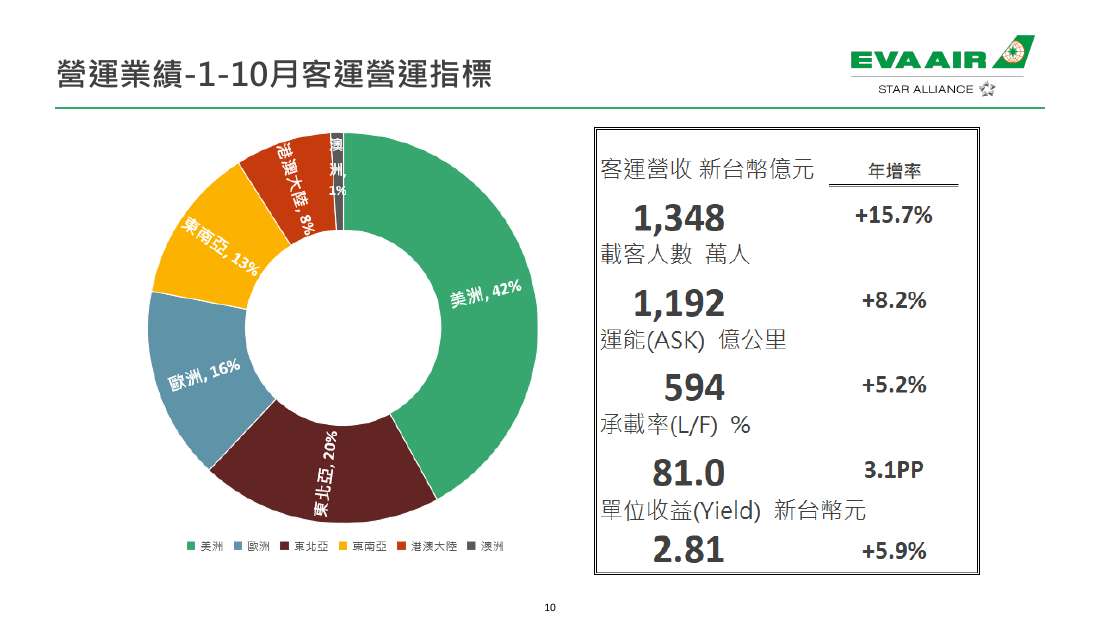 營運業績-1-10月客運營運指標
EVA AIR
STAR ALLIANCE
美洲, 42%
東北亞, 20%
歐洲, 16%
東南亞, 13%
港澳大陸, 8%
澳洲, 1%
美洲 歐洲 東北亞 東南亞 港澳大陸 澳洲
客運營收 新台幣億元 年增率
1,348 +15.7%
載客人數 萬人
1,192 +8.2%
運能(ASK) 億公里
594 +5.2%
承載率(L/F) %
81.0 3.1PP
單位收益(Yield) 新台幣元
2.81 +5.9%
10